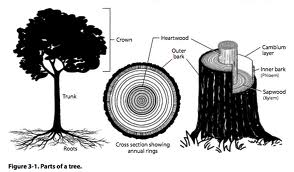 Crown
Trunk
Roots
Heartwood
Outer
bark
Cross section showing
annual rings
Cambium
layer
Inner bark
(Phloem)
Sapwood
(Xylem)
Figure 3-1. Parts of a tree.